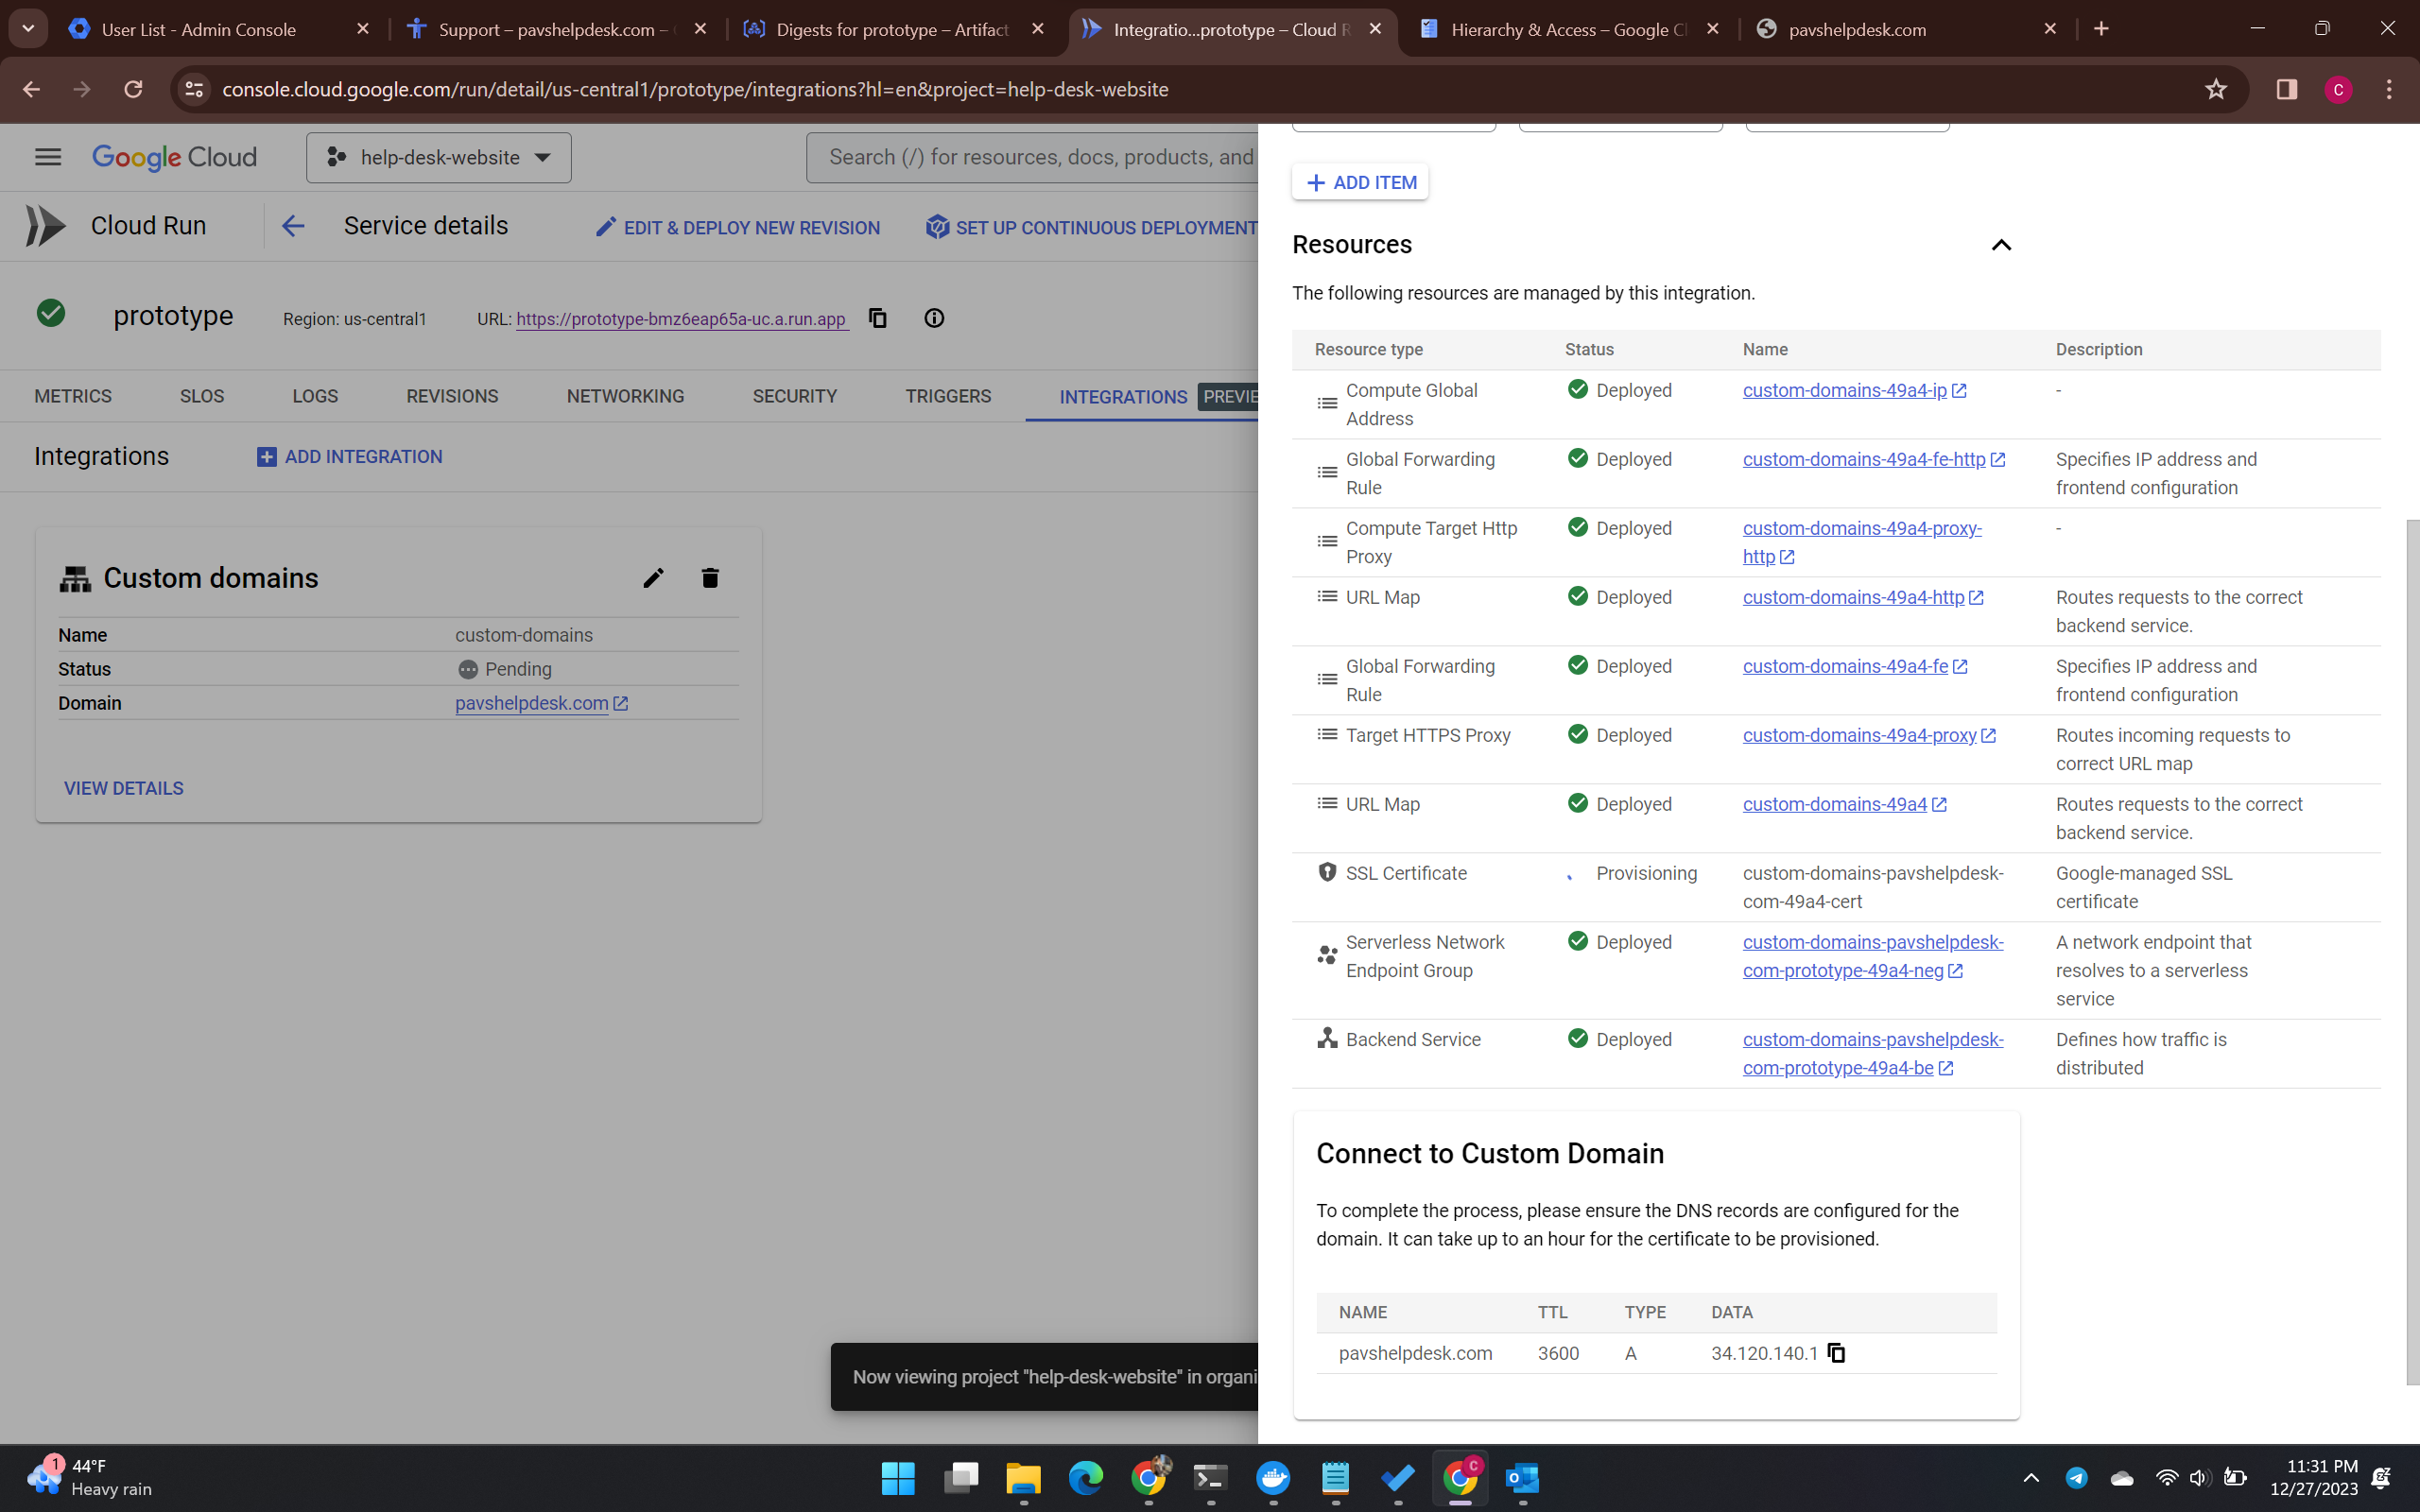 User List - Admin Console
Support – pavshelpdesk.com –
Digests for prototype – Artifact
Integratio...prototype – Cloud R
Hierarchy & Access – Google Cl
pavshelpdesk.com
console.cloud.google.com/run/detail/us-central1/prototype/integrations?hl=en&project=help-desk-website
C
Google Cloud
help-desk-website
Search (/) for resources, docs, products, and
Cloud Run
Service details
EDIT & DEPLOY NEW REVISION
SET UP CONTINUOUS DEPLOYMENT
prototype
Region: us-central1
URL: https://prototype-bmz6eap65a-uc.a.run.app
METRICS
SLOS
LOGS
REVISIONS
NETWORKING
SECURITY
TRIGGERS
INTEGRATIONS
PREVIE
Integrations
ADD INTEGRATION
Custom domains
Name custom-domains
Status Pending
Domain pavshelpdesk.com
VIEW DETAILS
Now viewing project "help-desk-website" in organi
ADD ITEM
Resources
The following resources are managed by this integration.
Resource type Status Name Description
Compute Global Deployed custom-domains-49a4-ip -
Address
Global Forwarding Deployed custom-domains-49a4-fe-http Specifies IP address and
Rule frontend configuration
Compute Target Http Deployed custom-domains-49a4-proxy- -
Proxy http
URL Map Deployed custom-domains-49a4-http Routes requests to the correct
backend service.
Global Forwarding Deployed custom-domains-49a4-fe Specifies IP address and
Rule frontend configuration
Target HTTPS Proxy Deployed custom-domains-49a4-proxy Routes incoming requests to
correct URL map
URL Map Deployed custom-domains-49a4 Routes requests to the correct
backend service.
SSL Certificate Provisioning custom-domains-pavshelpdesk- Google-managed SSL
com-49a4-cert certificate
Serverless Network Deployed custom-domains-pavshelpdesk- A network endpoint that
Endpoint Group com-prototype-49a4-neg resolves to a serverless
service
Backend Service Deployed custom-domains-pavshelpdesk- Defines how traffic is
com-prototype-49a4-be distributed
Connect to Custom Domain
To complete the process, please ensure the DNS records are configured for the
domain. It can take up to an hour for the certificate to be provisioned.
NAME TTL TYPE DATA
pavshelpdesk.com 3600 A 34.120.140.1
1
44°F
Heavy rain
C
11:31 PM
12/27/2023